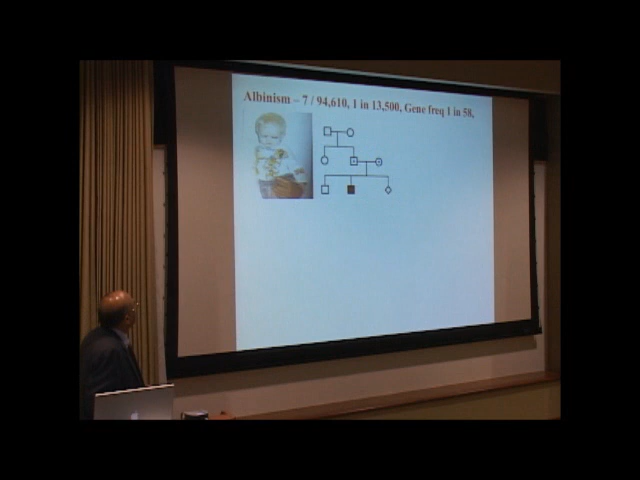 Albinism – 7 / 94,610, 1 in 13,500, Gene freq 1 in 58,